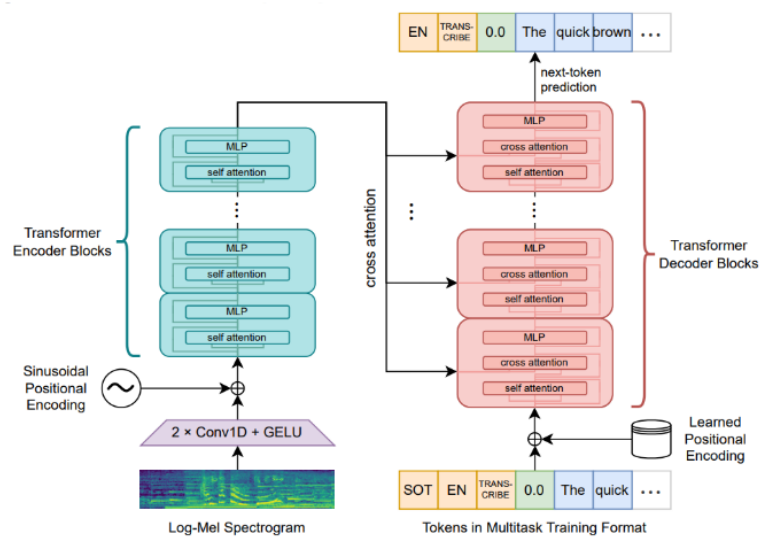 EN TRANS-CRIBE 0.0 The quick brown ...
next-token
prediction
MLP
self attention
...
MLP
self attention
MLP
self attention
Transformer
Encoder Blocks
cross attention
...
MLP
cross attention
self attention
...
MLP
cross attention
self attention
MLP
cross attention
self attention
Transformer
Decoder Blocks
Sinusoidal
Positional
Encoding
2 × Conv1D + GELU
Learned
Positional
Encoding
SOT EN TRANS-CRIBE 0.0 The quick ...
Log-Mel Spectrogram
Tokens in Multitask Training Format